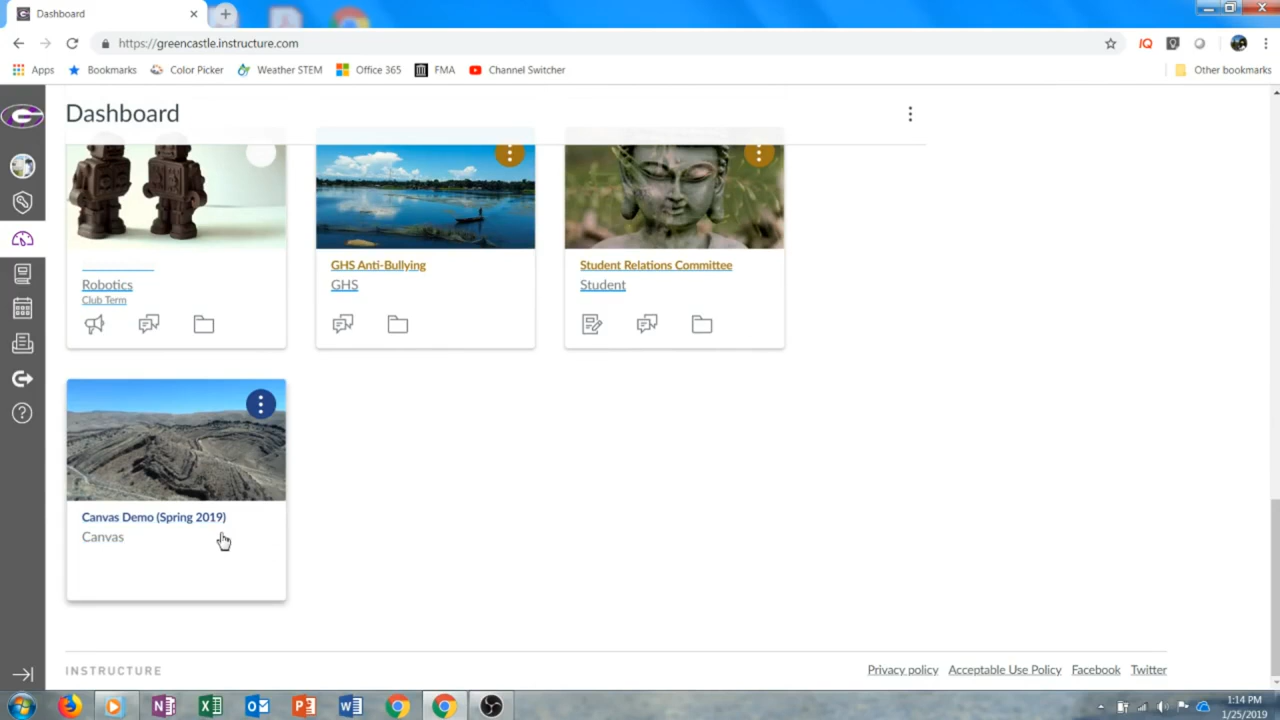 Dashboard
https://greencastle.instructure.com
Apps
Bookmarks
Color Picker
Weather STEM
Office 365
FMA
Channel Switcher
Other bookmarks
Dashboard
Robotics
Club Term
GHS Anti-Bullying
GHS
Student Relations Committee
Student
Canvas Demo (Spring 2019)
Canvas
INSTRUCTURE
Privacy policy
Acceptable Use Policy
Facebook
Twitter
1:14 PM
1/25/2019